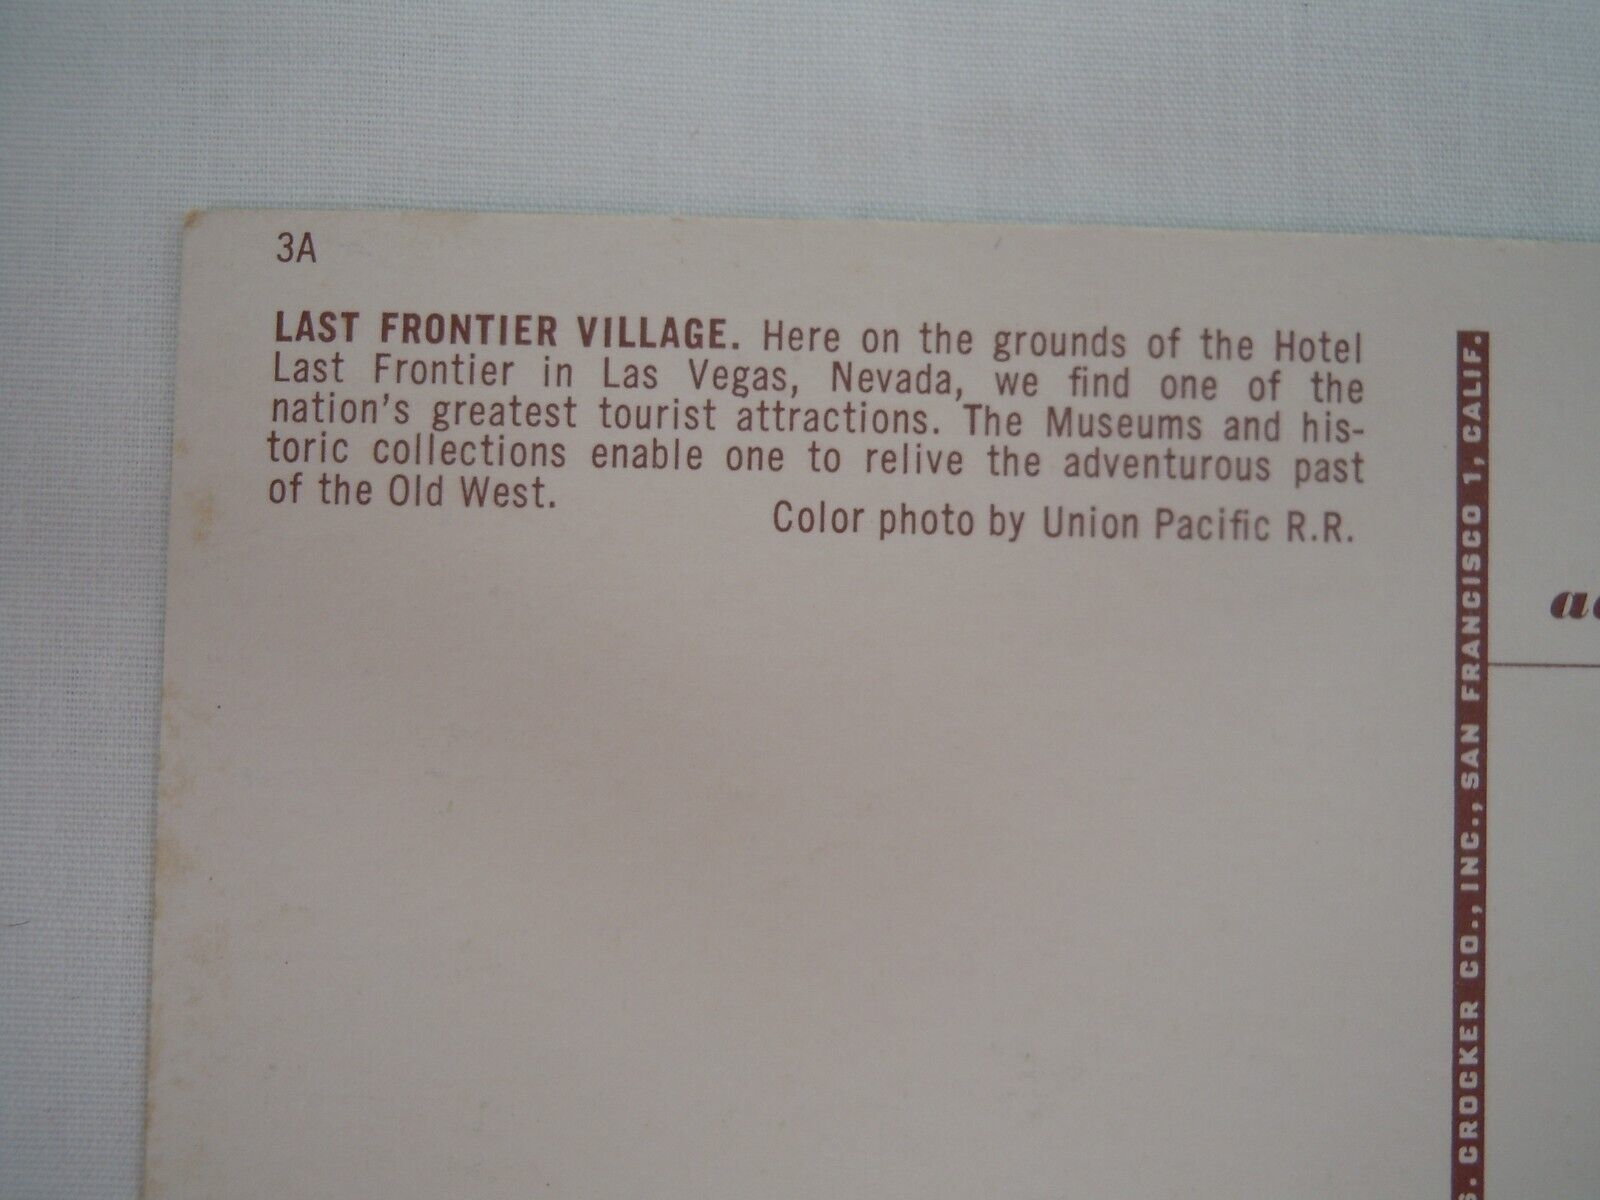 3A
LAST FRONTIER VILLAGE. Here on the grounds of the Hotel
Last Frontier in Las Vegas, Nevada, we find one of the
nation's greatest tourist attractions. The Museums and his-
toric collections enable one to relive the adventurous past
of the Old West.
Color photo by Union Pacific R.R.
S. CROCKER CO., INC., SAN FRANCISCO 1, CALIF.